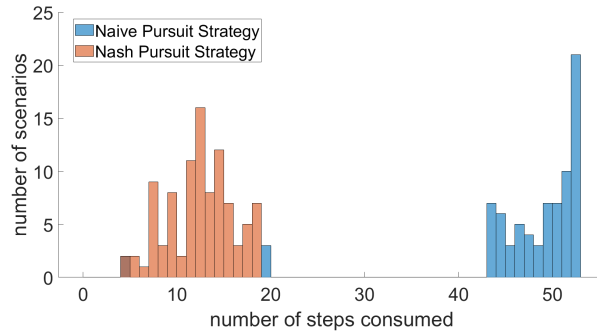 25
20
15
10
5
0
number of scenarios
Naive Pursuit Strategy
Nash Pursuit Strategy
0 10 20 30 40 50
number of steps consumed